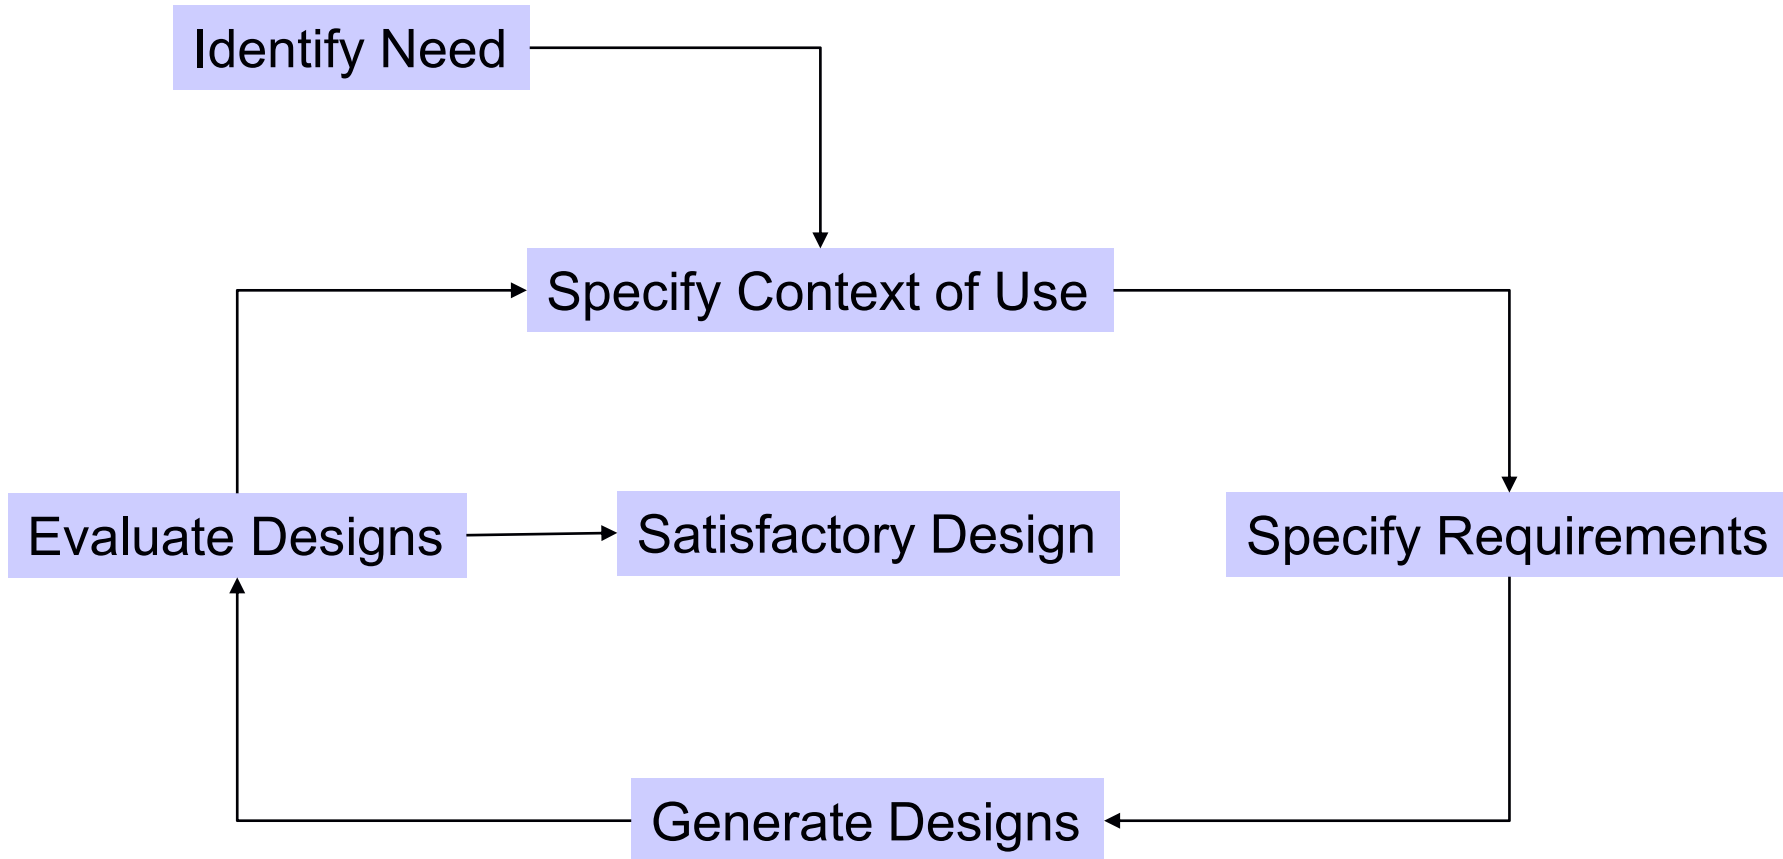 Identify Need
Specify Context of Use
Evaluate Designs
Satisfactory Design
Specify Requirements
Generate Designs